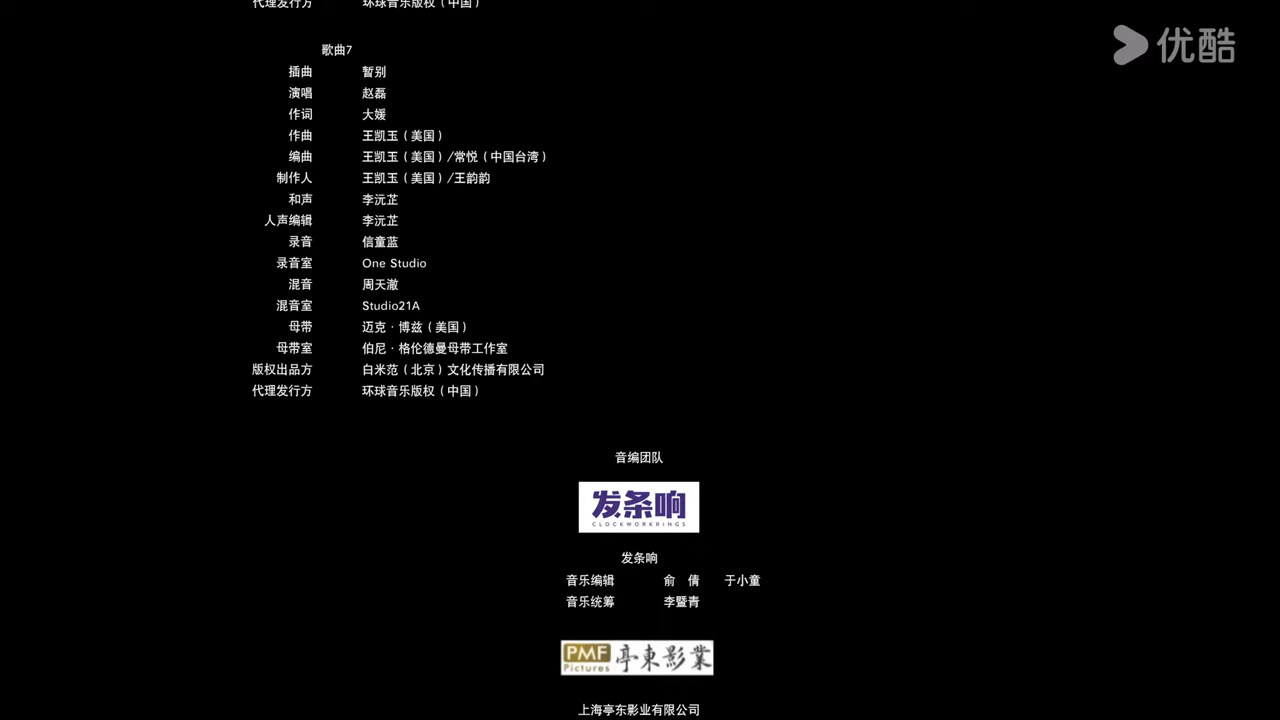 代理发行方 环球音乐版权（中国）
优酷
歌曲7
插曲 暂别
演唱 赵磊
作词 大媛
作曲 王凯玉（美国）
编曲 王凯玉（美国）/常悦（中国台湾）
制作人 王凯玉（美国）/王韵韵
和声 李沅芷
人声编辑 李沅芷
录音 信童蓝
录音室 One Studio
混音 周天澈
混音室 Studio21A
母带 迈克·博兹（美国）
母带室 伯尼·格伦德曼母带工作室
版权出品方 白米范（北京）文化传播有限公司
代理发行方 环球音乐版权（中国）
音编团队
发条响
CLOCKWORKRINGS
发条响
音乐编辑 俞 倩 于小童
音乐统筹 李暨青
PMF Pictures 亭東影業
上海亭东影业有限公司